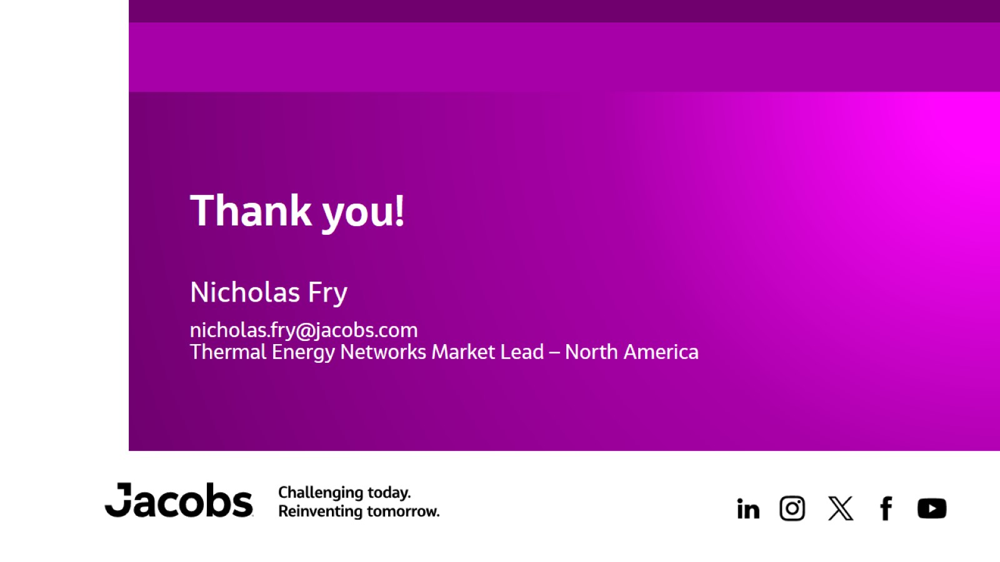 Thank you!
Nicholas Fry
nicholas.fry@jacobs.com
Thermal Energy Networks Market Lead – North America
Jacobs
Challenging today.
Reinventing tomorrow.